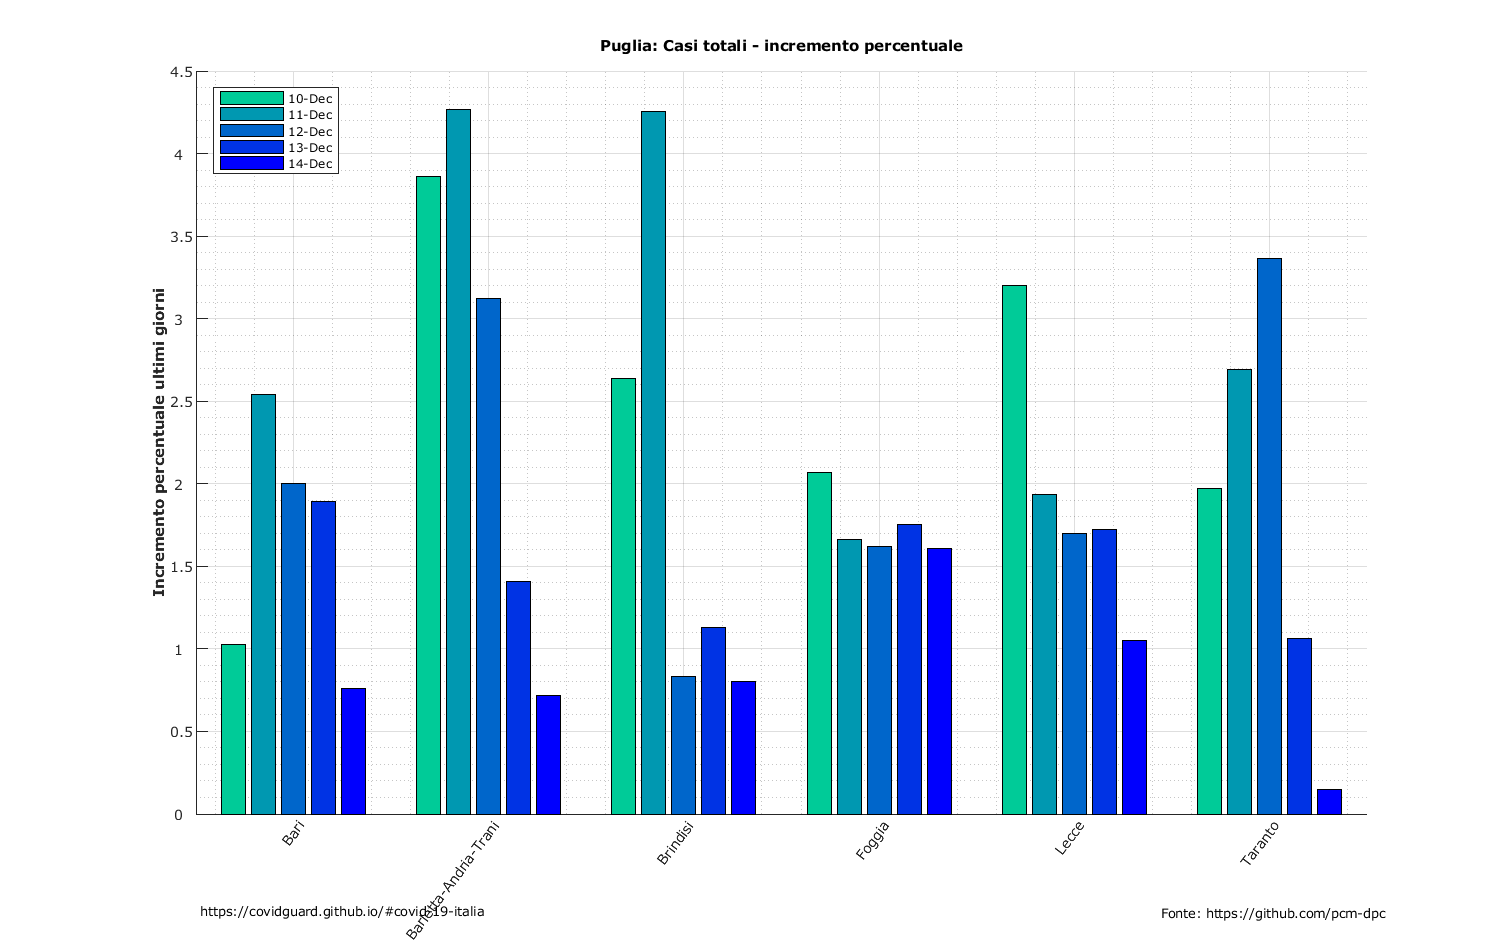 Puglia: Casi totali - incremento percentuale
10-Dec
11-Dec
12-Dec
13-Dec
14-Dec
Incremento percentuale ultimi giorni
4.5
4
3.5
3
2.5
2
1.5
1
0.5
0
Bari
Barletta-Andria-Trani
Brindisi
Foggia
Lecce
Taranto
https://covidguard.github.io/#covid-19-italia
Fonte: https://github.com/pcm-dpc